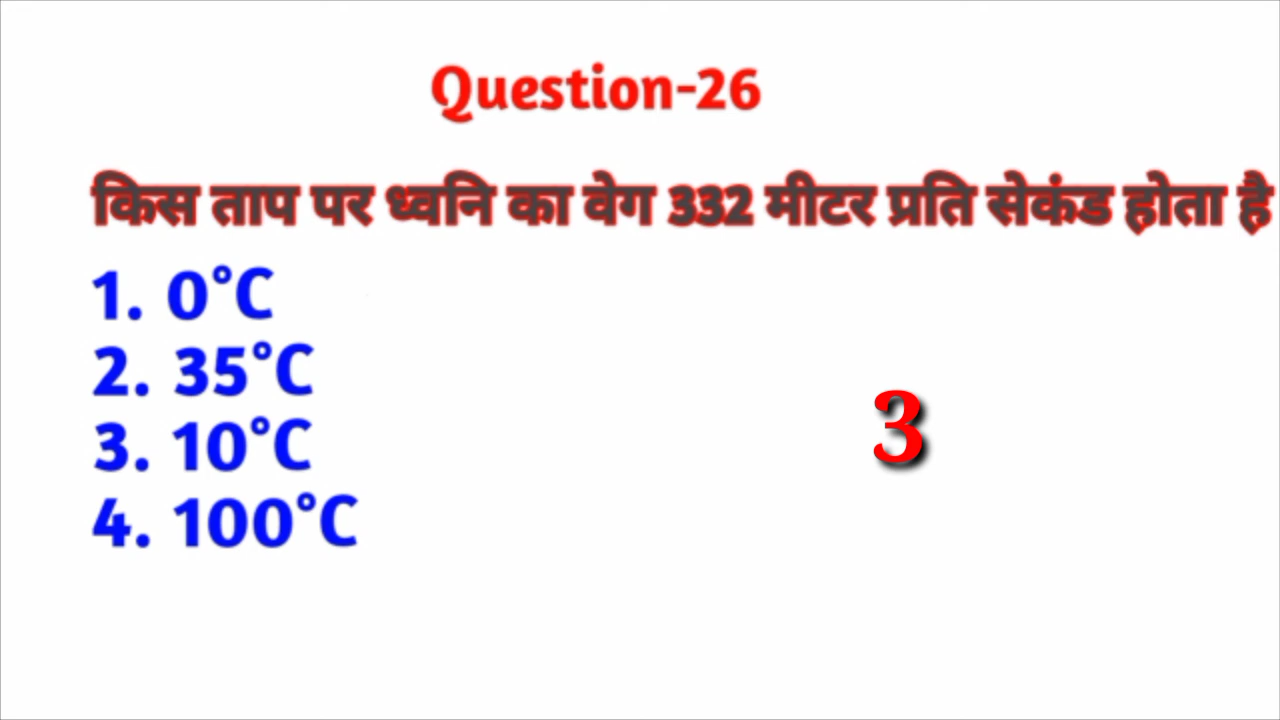 Question-26
किस ताप पर ध्वनि का वेग 332 मीटर प्रति सेकंड होता है
1. 0°C
2. 35°C
3. 10°C
4. 100°C
3